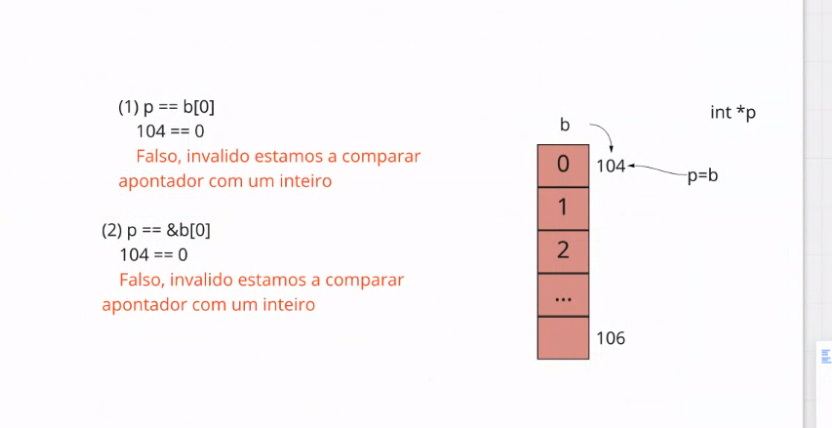 (1) p == b[0]
104 == 0
Falso, invalido estamos a comparar
apontador com um inteiro
(2) p == &b[0]
104 == 0
Falso, invalido estamos a comparar
apontador com um inteiro
int *p
b
0
104
p=b
1
2
...
106